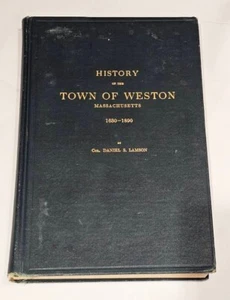 HISTORY
OF THE
TOWN OF WESTON
MASSACHUSETTS
1630-1890
BY
COL. DANIEL S. LAMSON